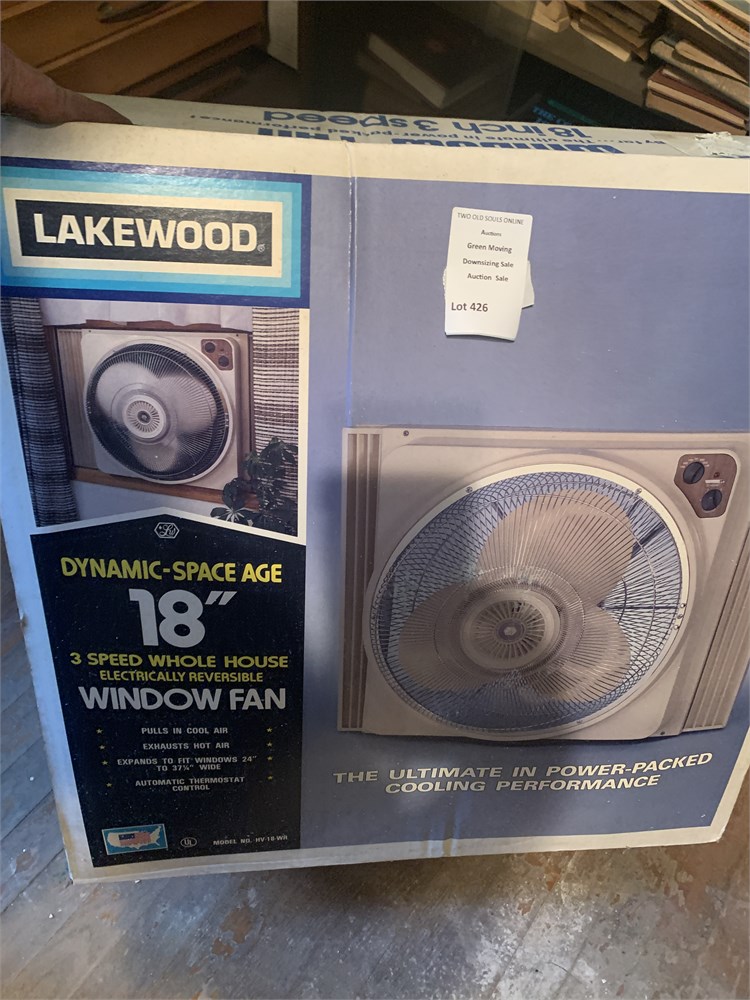 18 inch 3 speed
LAKEWOOD
TWO OLD SOULS ONLINE
Auctions
Green Moving
Downsizing Sale
Auction Sale
Lot 426
DYNAMIC-SPACE AGE
18"
3 SPEED WHOLE HOUSE
ELECTRICALLY REVERSIBLE
WINDOW FAN
PULLS IN COOL AIR
EXHAUSTS HOT AIR
EXPANDS TO FIT WINDOWS 24"
TO 37¼" WIDE
AUTOMATIC THERMOSTAT
CONTROL
UL
MODEL NO. HV-18-WR
THE ULTIMATE IN POWER-PACKED
COOLING PERFORMANCE